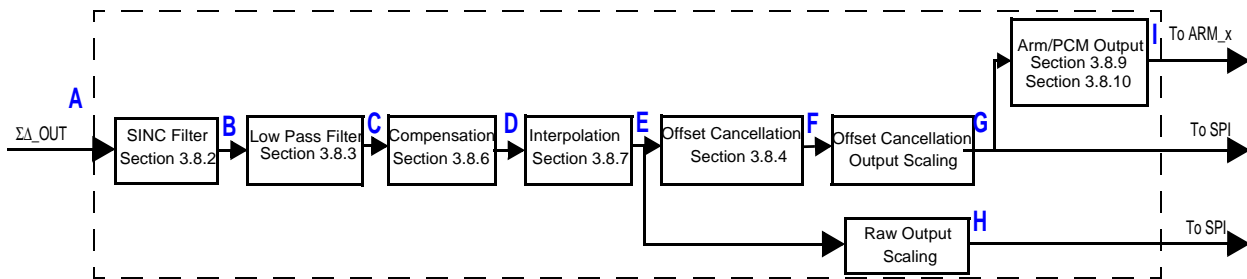 A
ΣΔ_OUT
SINC Filter
Section 3.8.2
B
Low Pass Filter
Section 3.8.3
C
Compensation
Section 3.8.6
D
Interpolation
Section 3.8.7
E
Offset Cancellation
Section 3.8.4
F
Offset Cancellation
Output Scaling
G
Arm/PCM Output
Section 3.8.9
Section 3.8.10
I
To ARM_x
To SPI
Raw Output
Scaling
H
To SPI